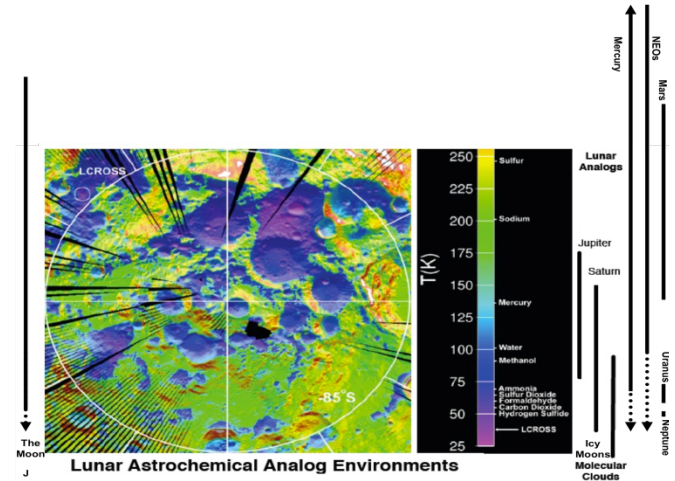 LCROSS
-85°S
The
Moon
J
Lunar Astrochemical Analog Environments
T(K)
250
225
200
175
150
125
100
75
50
25
Sulfur
Sodium
Mercury
Water
Methanol
Ammonia
Sulfur Dioxide
Formaldehyde
Carbon Dioxide
Hydrogen Sulfide
LCROSS
Lunar
Analogs
Jupiter
Saturn
Icy
Moons
Molecular
Clouds
Mercury
NEOs
Mars
Uranus
Neptune